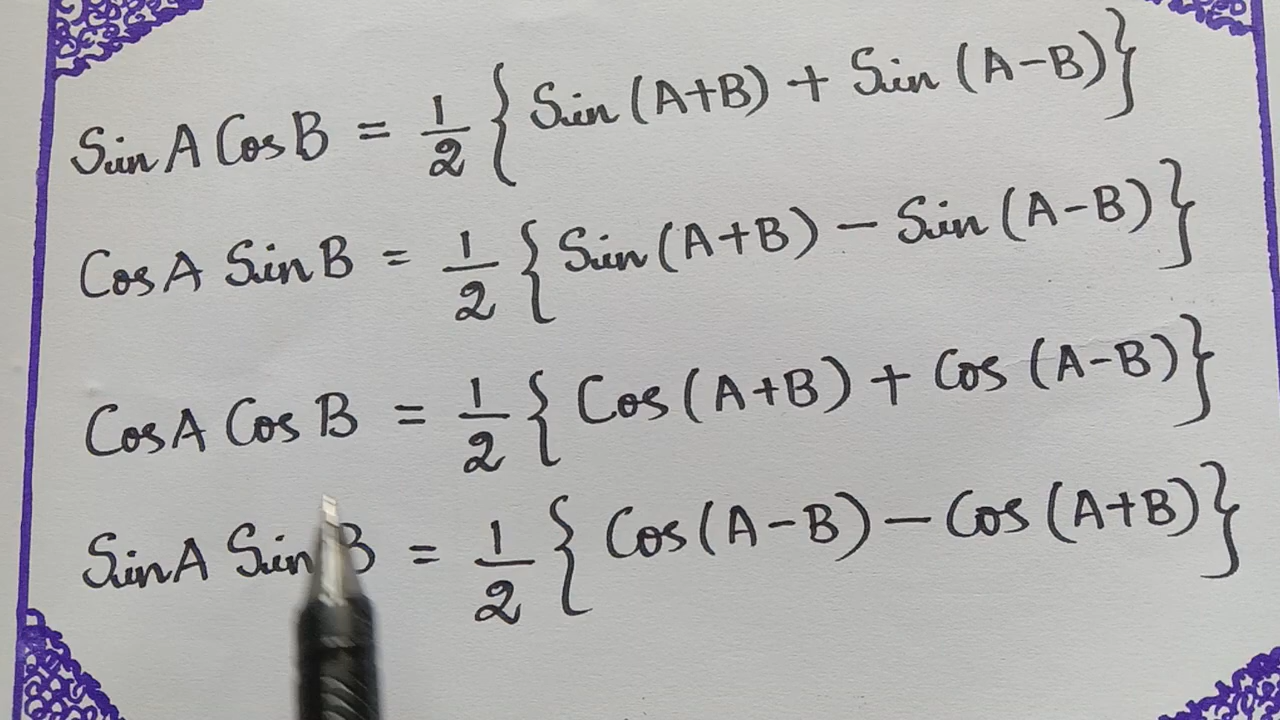 Sin A Cos B = 1/2 { Sin (A+B) + Sin (A-B) }
Cos A Sin B = 1/2 { Sin (A+B) - Sin (A-B) }
Cos A Cos B = 1/2 { Cos (A+B) + Cos (A-B) }
Sin A Sin B = 1/2 { Cos (A-B) - Cos (A+B) }